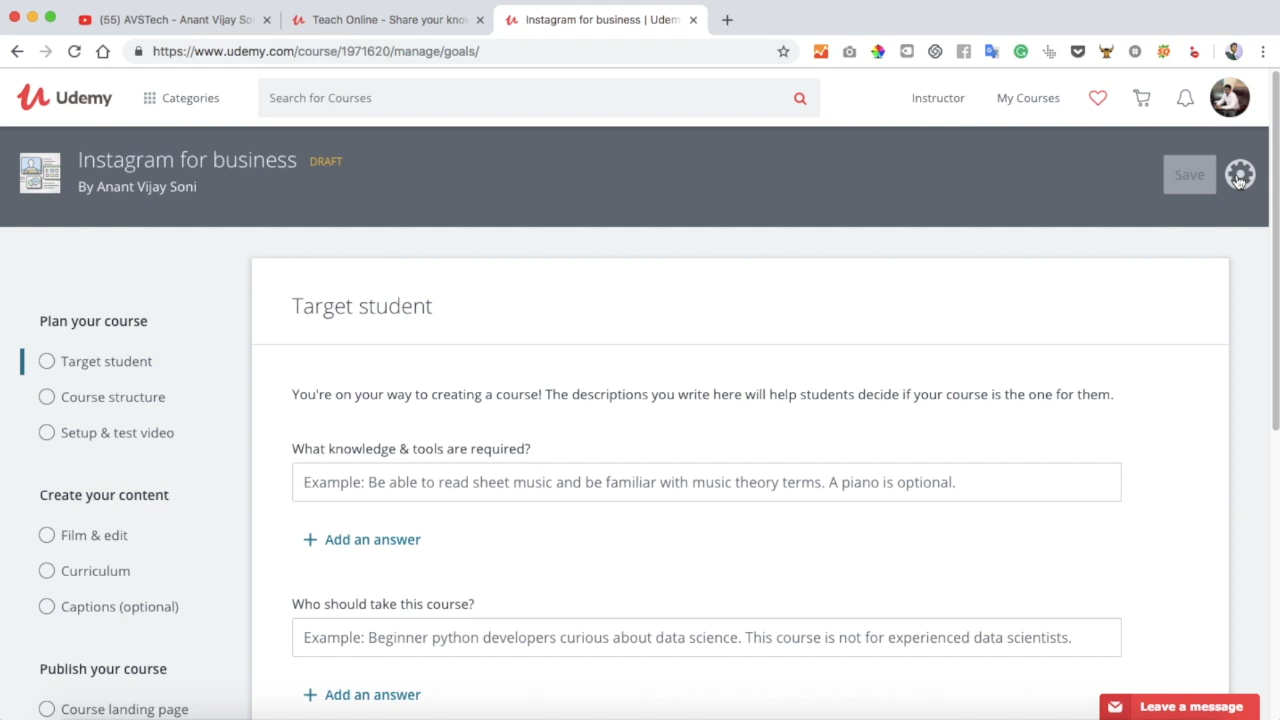 (55) AVSTech - Anant Vijay So
Teach Online - Share your kno
Instagram for business | Udem
https://www.udemy.com/course/1971620/manage/goals/
Udemy
Categories
Search for Courses
Instructor
My Courses
Instagram for business DRAFT
By Anant Vijay Soni
Save
Plan your course
Target student
Course structure
Setup & test video
Create your content
Film & edit
Curriculum
Captions (optional)
Publish your course
Course landing page
Target student
You're on your way to creating a course! The descriptions you write here will help students decide if your course is the one for them.
What knowledge & tools are required?
Example: Be able to read sheet music and be familiar with music theory terms. A piano is optional.
+ Add an answer
Who should take this course?
Example: Beginner python developers curious about data science. This course is not for experienced data scientists.
+ Add an answer
Leave a message